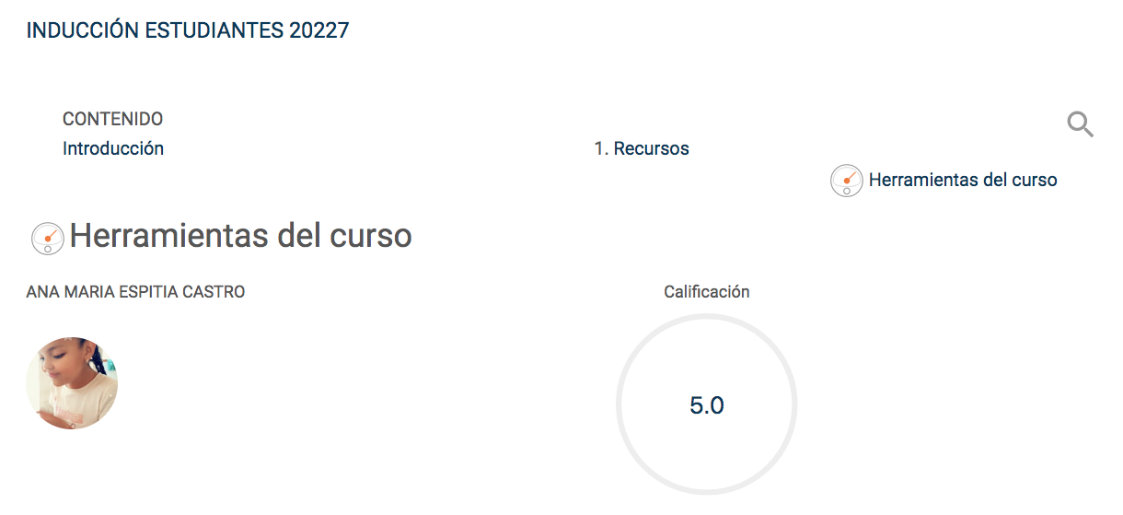 INDUCCIÓN ESTUDIANTES 20227
CONTENIDO
Introducción
1. Recursos
Herramientas del curso
Herramientas del curso
ANA MARIA ESPITIA CASTRO
Calificación
5.0